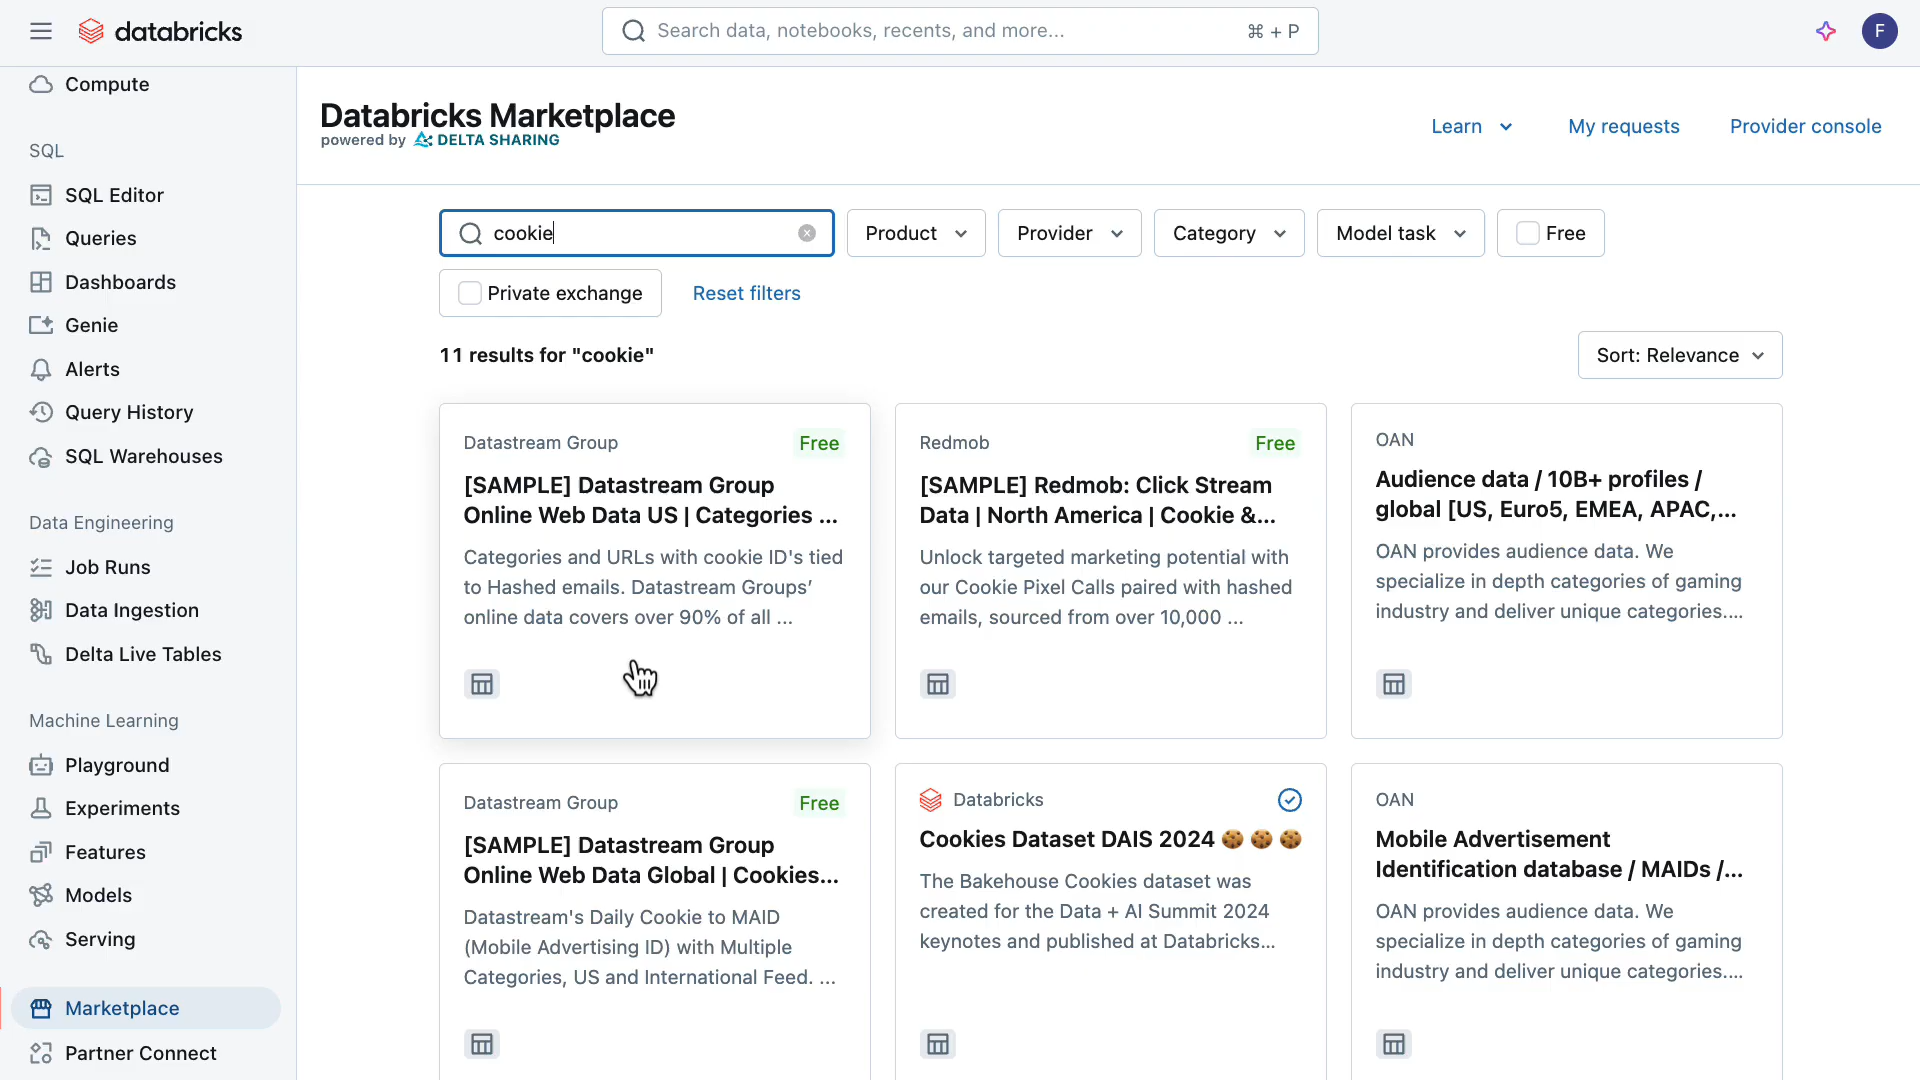 databricks
Search data, notebooks, recents, and more...
⌘ + P
F
Compute
SQL
SQL Editor
Queries
Dashboards
Genie
Alerts
Query History
SQL Warehouses
Data Engineering
Job Runs
Data Ingestion
Delta Live Tables
Machine Learning
Playground
Experiments
Features
Models
Serving
Marketplace
Partner Connect
Databricks Marketplace
powered by DELTA SHARING
Learn
My requests
Provider console
cookie
Product
Provider
Category
Model task
Free
Private exchange
Reset filters
11 results for "cookie"
Sort: Relevance
Datastream Group
Free
[SAMPLE] Datastream Group
Online Web Data US | Categories ...
Categories and URLs with cookie ID's tied
to Hashed emails. Datastream Groups’
online data covers over 90% of all ...
Redmob
Free
[SAMPLE] Redmob: Click Stream
Data | North America | Cookie &...
Unlock targeted marketing potential with
our Cookie Pixel Calls paired with hashed
emails, sourced from over 10,000 ...
OAN
Audience data / 10B+ profiles /
global [US, Euro5, EMEA, APAC,...
OAN provides audience data. We
specialize in depth categories of gaming
industry and deliver unique categories....
Datastream Group
Free
[SAMPLE] Datastream Group
Online Web Data Global | Cookies...
Datastream's Daily Cookie to MAID
(Mobile Advertising ID) with Multiple
Categories, US and International Feed. ...
Databricks
Cookies Dataset DAIS 2024 🍪 🍪 🍪
The Bakehouse Cookies dataset was
created for the Data + AI Summit 2024
keynotes and published at Databricks...
OAN
Mobile Advertisement
Identification database / MAIDs /...
OAN provides audience data. We
specialize in depth categories of gaming
industry and deliver unique categories....